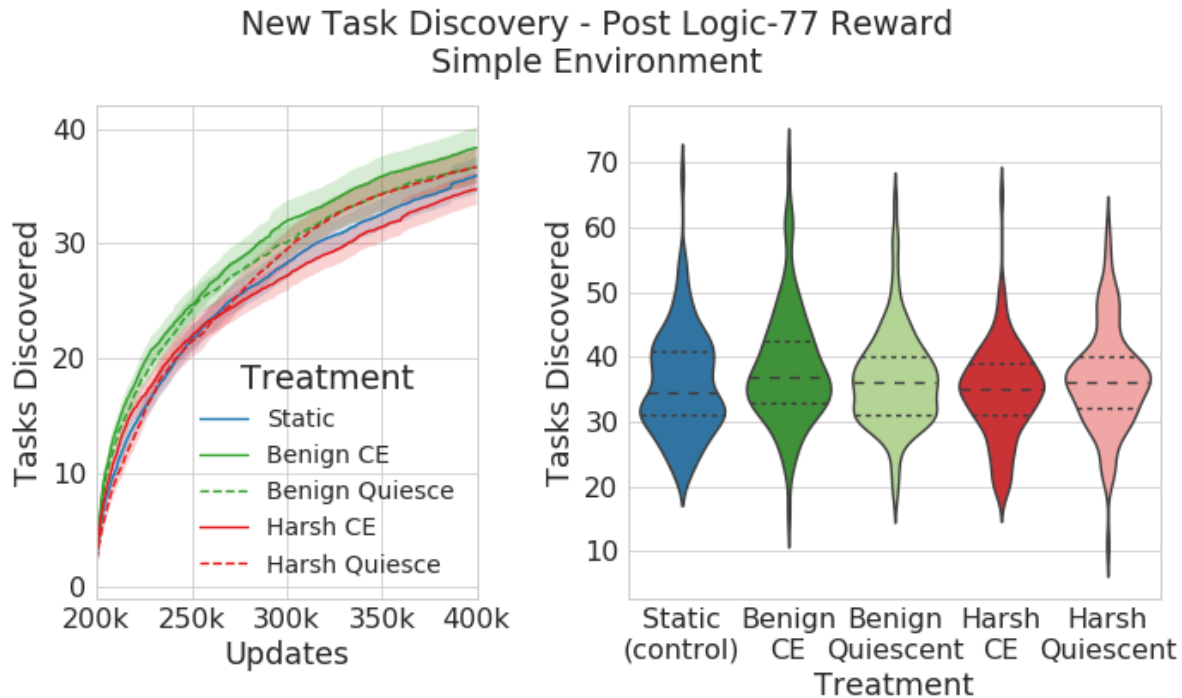 New Task Discovery - Post Logic-77 Reward
Simple Environment
Tasks Discovered
40
30
20
10
0
200k 250k 300k 350k 400k
Updates
Treatment
Static
Benign CE
Benign Quiesce
Harsh CE
Harsh Quiesce
Tasks Discovered
70
60
50
40
30
20
10
Static Benign Benign Harsh Harsh
(control) CE Quiescent CE Quiescent
Treatment